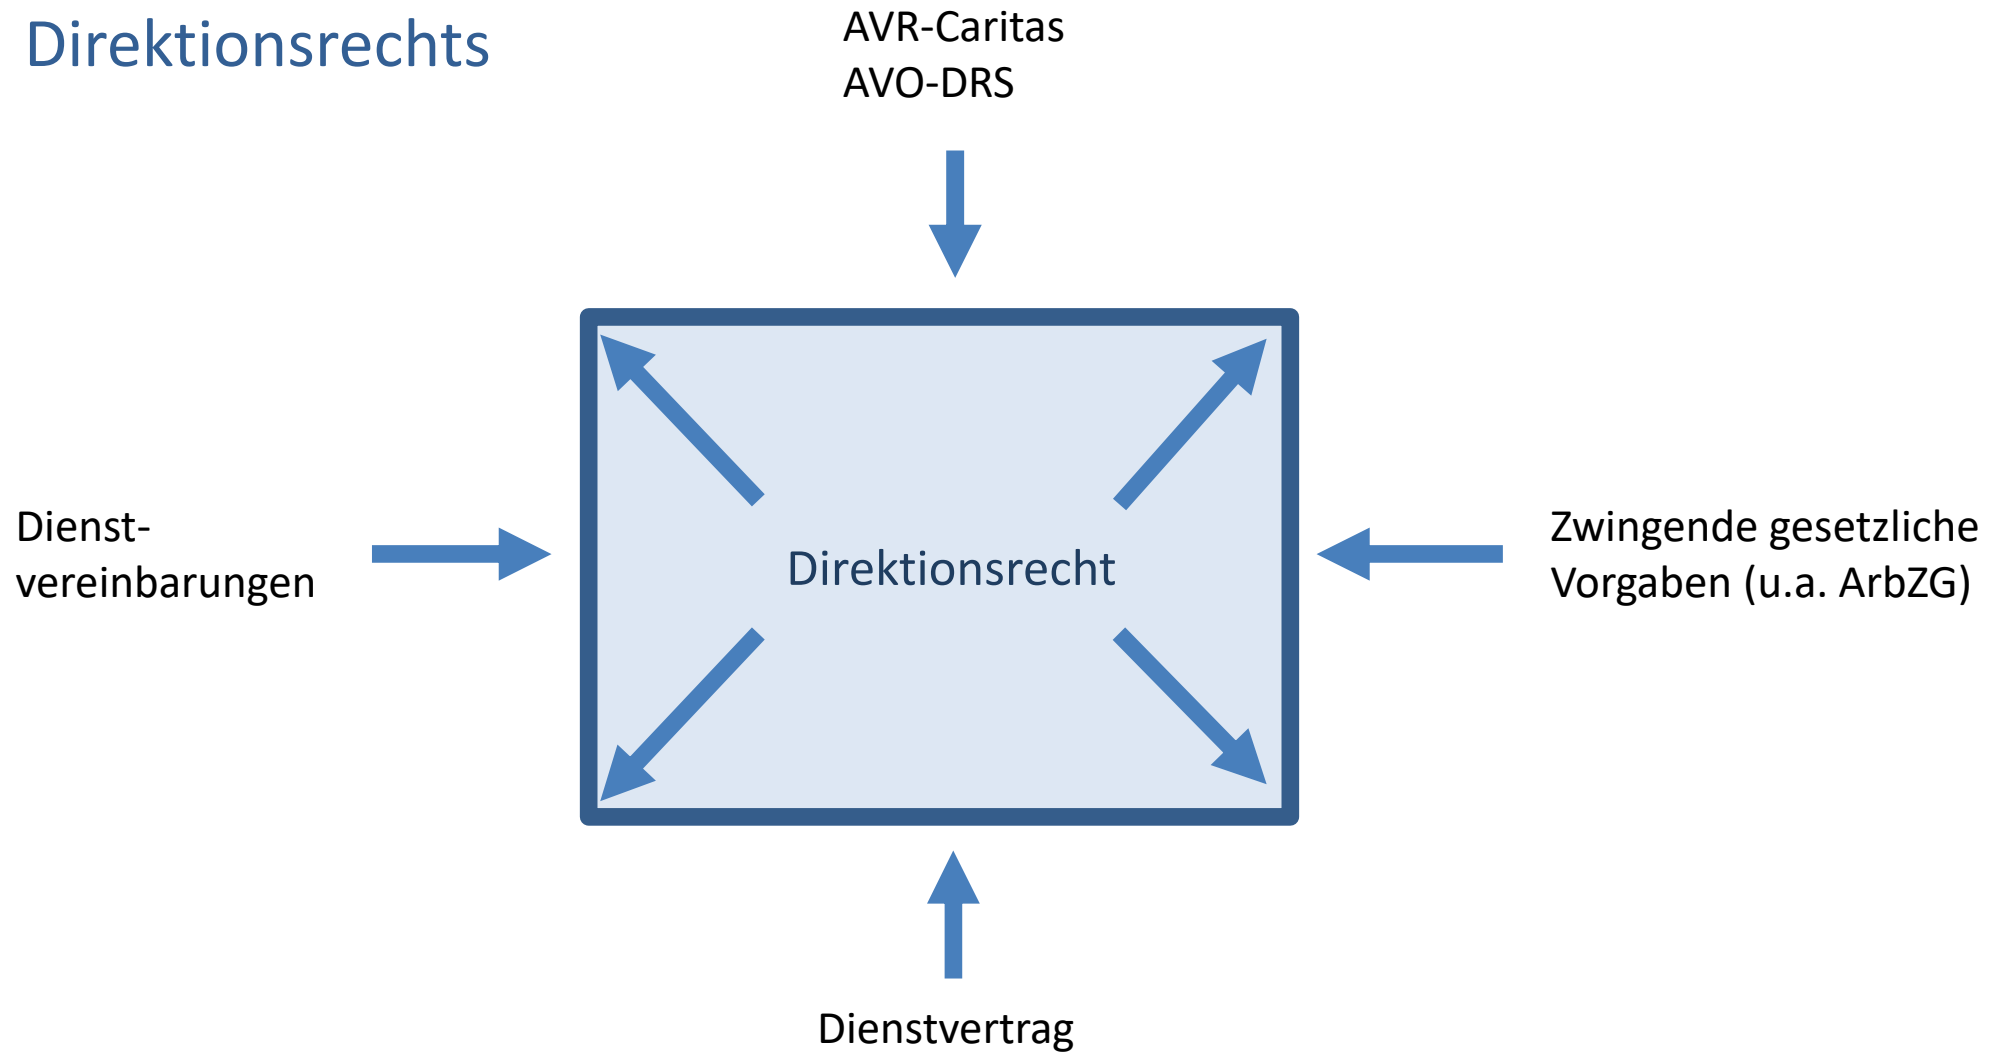 Direktionsrechts
AVR-Caritas
AVO-DRS
Dienst-
vereinbarungen
Direktionsrecht
Zwingende gesetzliche
Vorgaben (u.a. ArbZG)
Dienstvertrag